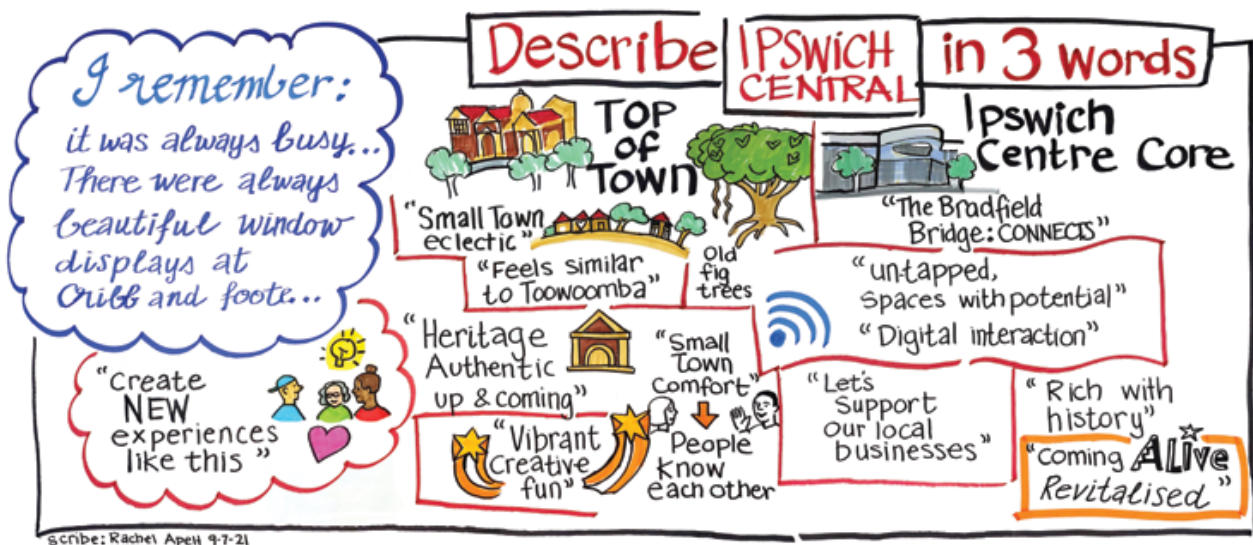 Describe IPSWICH CENTRAL in 3 words
I remember:
it was always busy...
There were always
beautiful window
displays at
Cribb and foote...
"Create
NEW
experiences
like this"
TOP
OF
TOWN
"Small Town
eclectic"
"Feels similar
to Toowoomba"
Old
fig
trees
"Heritage
Authentic
up & coming"
"Small
Town
Comfort"
People
Know
each other
"Vibrant
Creative
fun"
Ipswich
Centre Core
"The Bradfield
Bridge: CONNECTS"
"un-tapped,
spaces with potential"
"Digital interaction"
"Let's
Support
Our local
businesses"
"Rich with
history"
"Coming ALIVE
Revitalised"
Scribe: Rachel Apelt 9-7-21